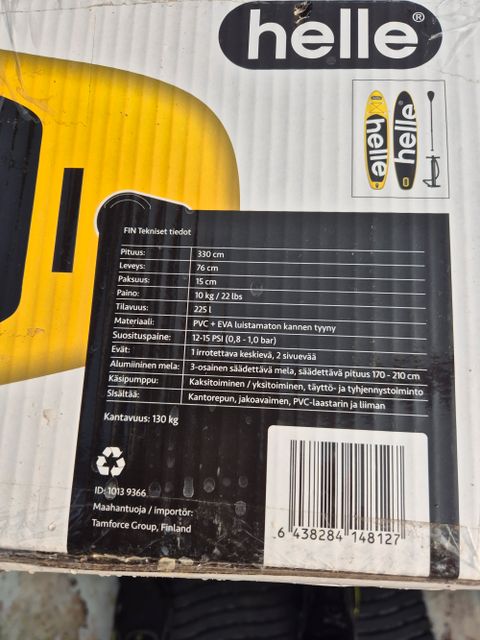 helle®
helle
helle®
helle
FIN Tekniset tiedot
Pituus: 330 cm
Leveys: 76 cm
Paksuus: 15 cm
Paino: 10 kg / 22 lbs
Tilavuus: 225 l
Materiaali: PVC + EVA luistamaton kannen tyyny
Suosituspaine: 12-15 PSI (0,8 - 1,0 bar)
Evät: 1 irrotettava keskievä, 2 sivuevää
Alumiininen mela: 3-osainen säädettävä mela, säädettävä pituus 170 - 210 cm
Käsipumppu: Kaksitoiminen / yksitoiminen, täyttö- ja tyhjennystoiminto
Sisältää: Kantorepun, jakoavaimen, PVC-laastarin ja liiman
Kantavuus: 130 kg
ID: 1013 9366
Maahantuoja / importör:
Tamforce Group, Finland
6 438284 148127